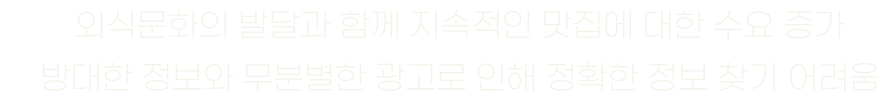 외식문화의 발달과 함께 지속적인 맛집에 대한 수요 증가
방대한 정보와 무분별한 광고로 인해 정확한 정보 찾기 어려움